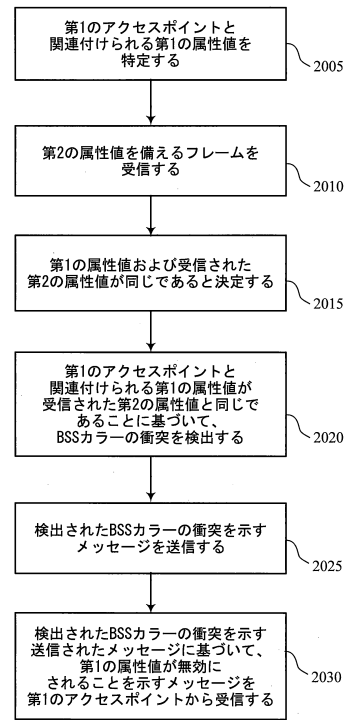 第1のアクセスポイントと
関連付けられる第1の属性値を
特定する
2005
第2の属性値を備えるフレームを
受信する
2010
第1の属性値および受信された
第2の属性値が同じであると決定する
2015
第1のアクセスポイントと
関連付けられる第1の属性値が
受信された第2の属性値と同じで
あることに基づいて、
BSSカラーの衝突を検出する
2020
検出されたBSSカラーの衝突を示す
メッセージを送信する
2025
検出されたBSSカラーの衝突を示す
送信されたメッセージに基づいて、
第1の属性値が無効に
されることを示すメッセージを
第1のアクセスポイントから受信する
2030